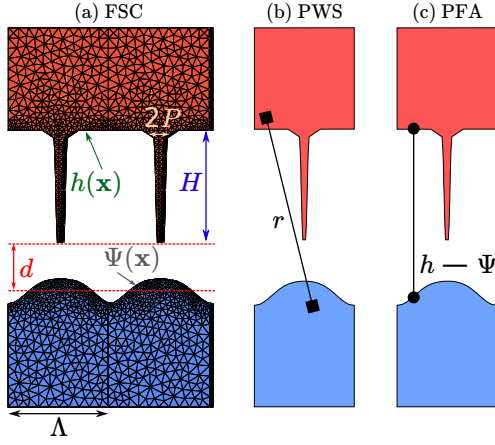 (a) FSC
(b) PWS
(c) PFA
2P
h(x)
H
r
Ψ(x)
d
h − Ψ
Λ